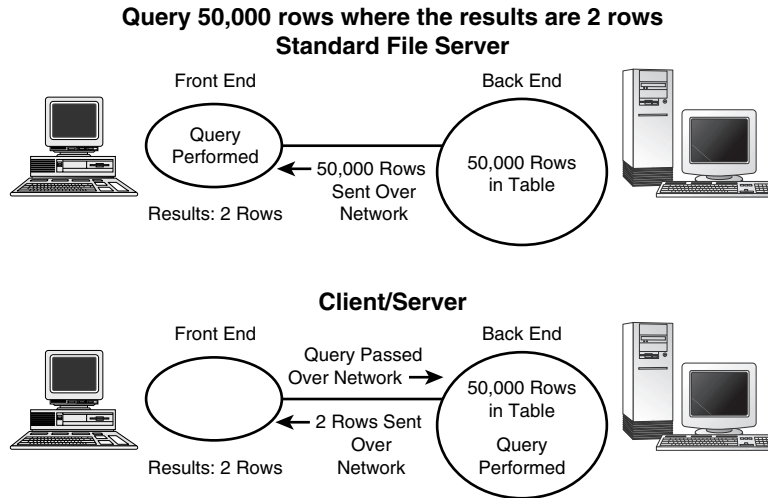 Query 50,000 rows where the results are 2 rows
Standard File Server
Front End
Back End
Query
Performed
50,000 Rows
Sent Over
Network
50,000 Rows
in Table
Results: 2 Rows
Client/Server
Front End
Back End
Query Passed
Over Network
50,000 Rows
in Table
2 Rows Sent
Over
Network
Query
Performed
Results: 2 Rows